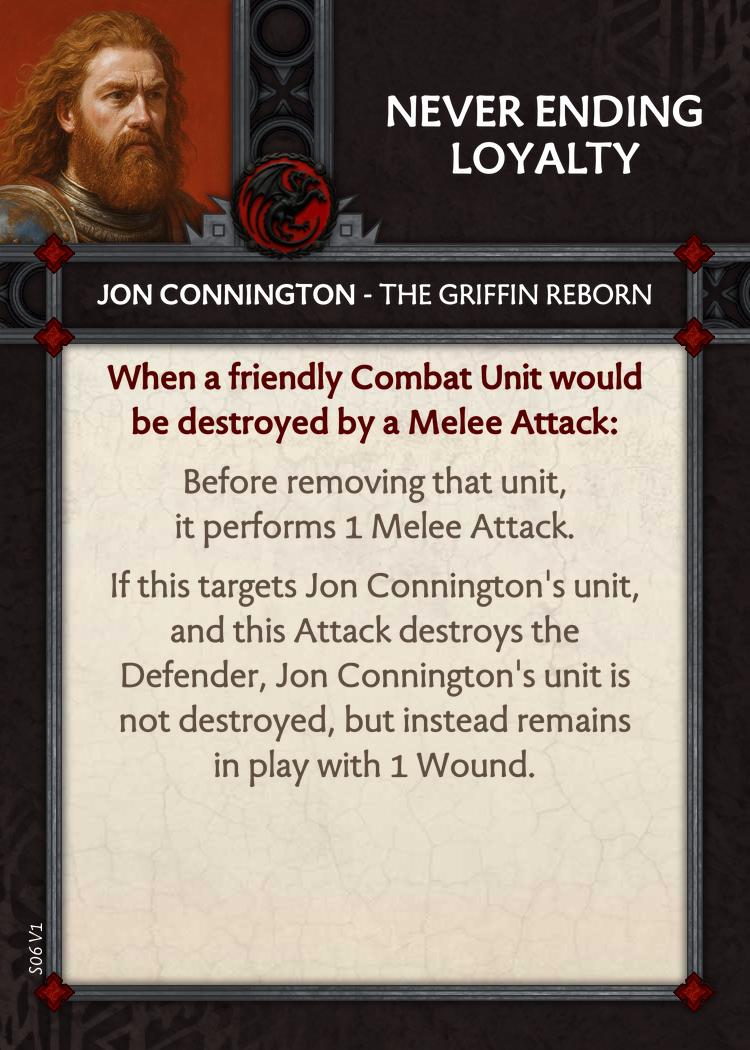 NEVER ENDING
LOYALTY
JON CONNINGTON - THE GRIFFIN REBORN
When a friendly Combat Unit would
be destroyed by a Melee Attack:
Before removing that unit,
it performs 1 Melee Attack.
If this targets Jon Connington's unit,
and this Attack destroys the
Defender, Jon Connington's unit is
not destroyed, but instead remains
in play with 1 Wound.
S06 V1